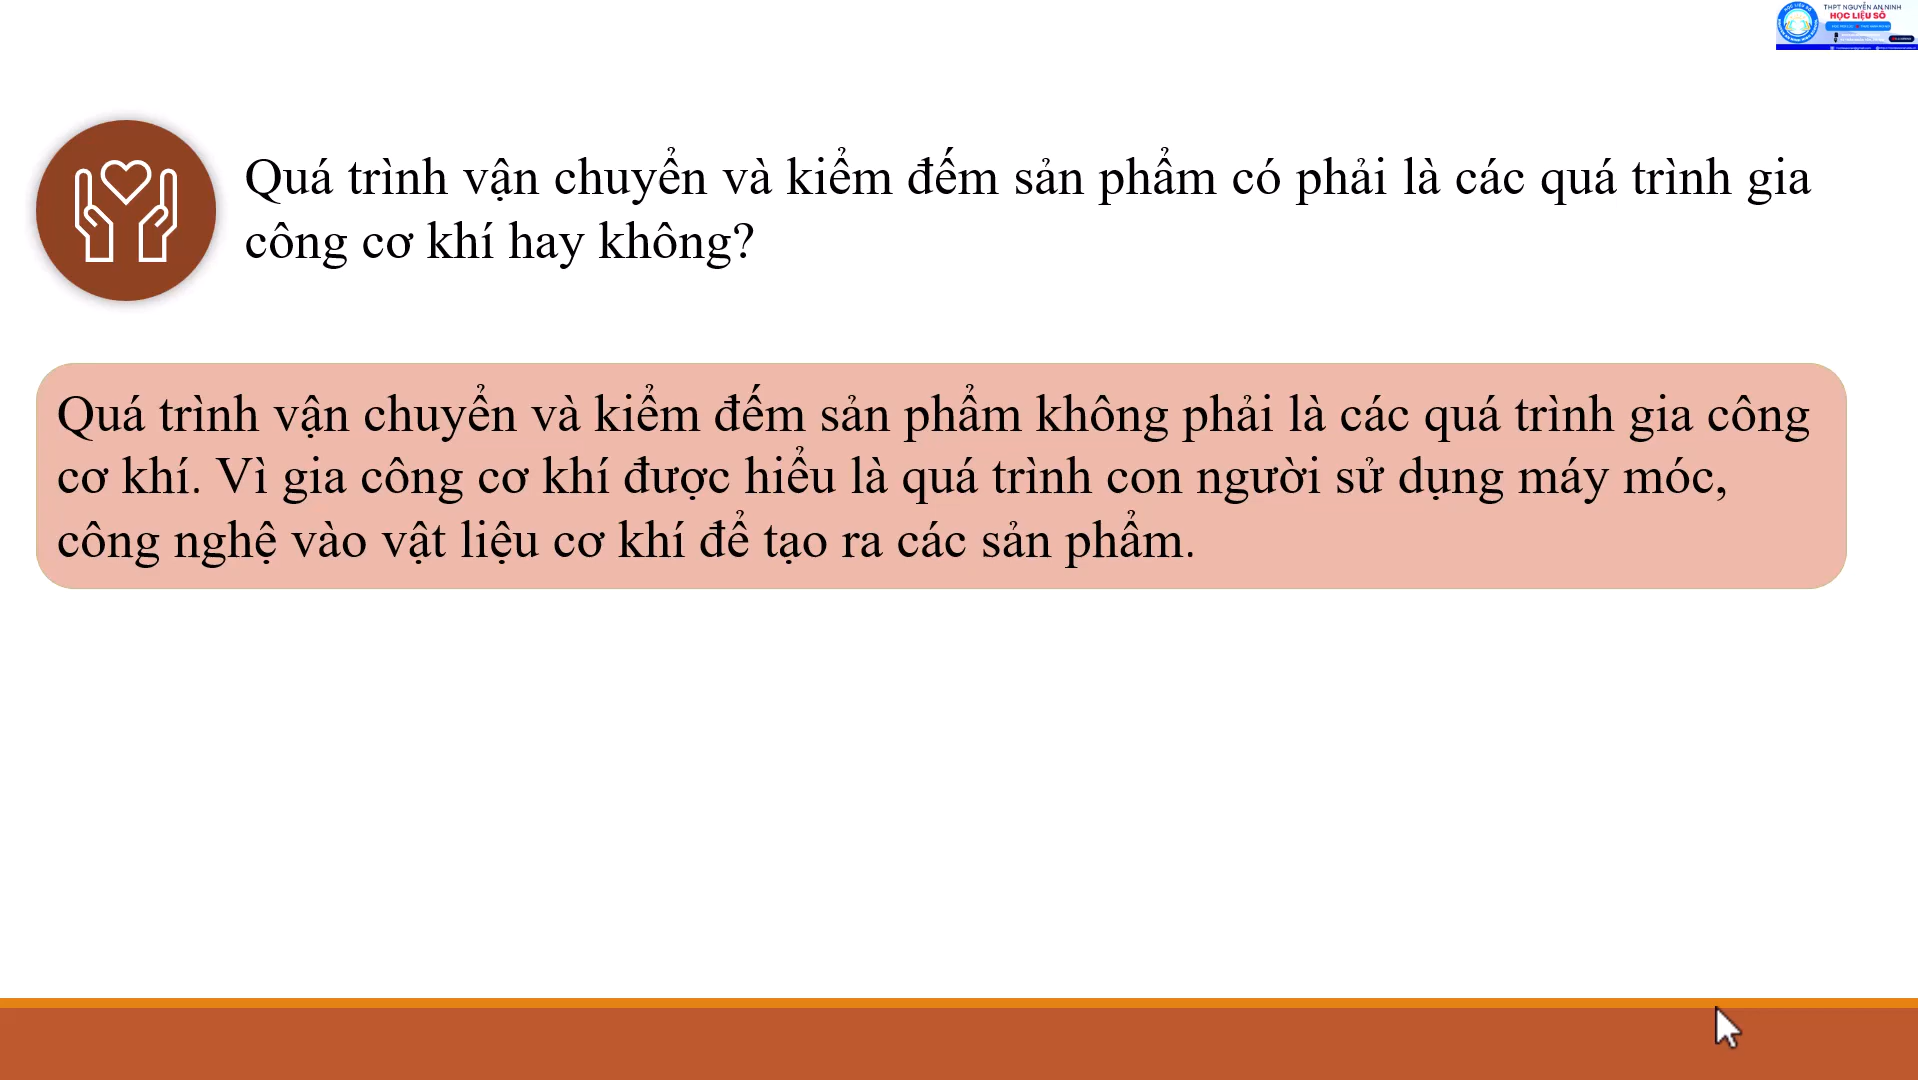 THPT NGUYỄN AN NINH
HỌC LIỆU SỐ
Quá trình vận chuyển và kiểm đếm sản phẩm có phải là các quá trình gia
công cơ khí hay không?
Quá trình vận chuyển và kiểm đếm sản phẩm không phải là các quá trình gia công
cơ khí. Vì gia công cơ khí được hiểu là quá trình con người sử dụng máy móc,
công nghệ vào vật liệu cơ khí để tạo ra các sản phẩm.